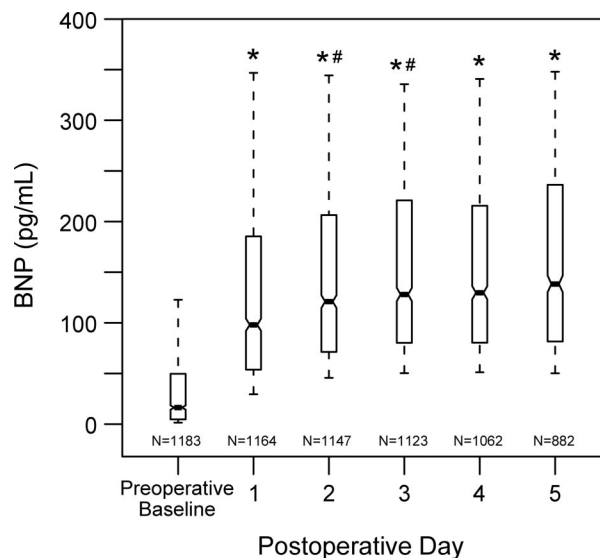 400
300
200
100
0
BNP (pg/mL)
* *# *# * *
N=1183 N=1164 N=1147 N=1123 N=1062 N=882
Preoperative Baseline 1 2 3 4 5
Postoperative Day